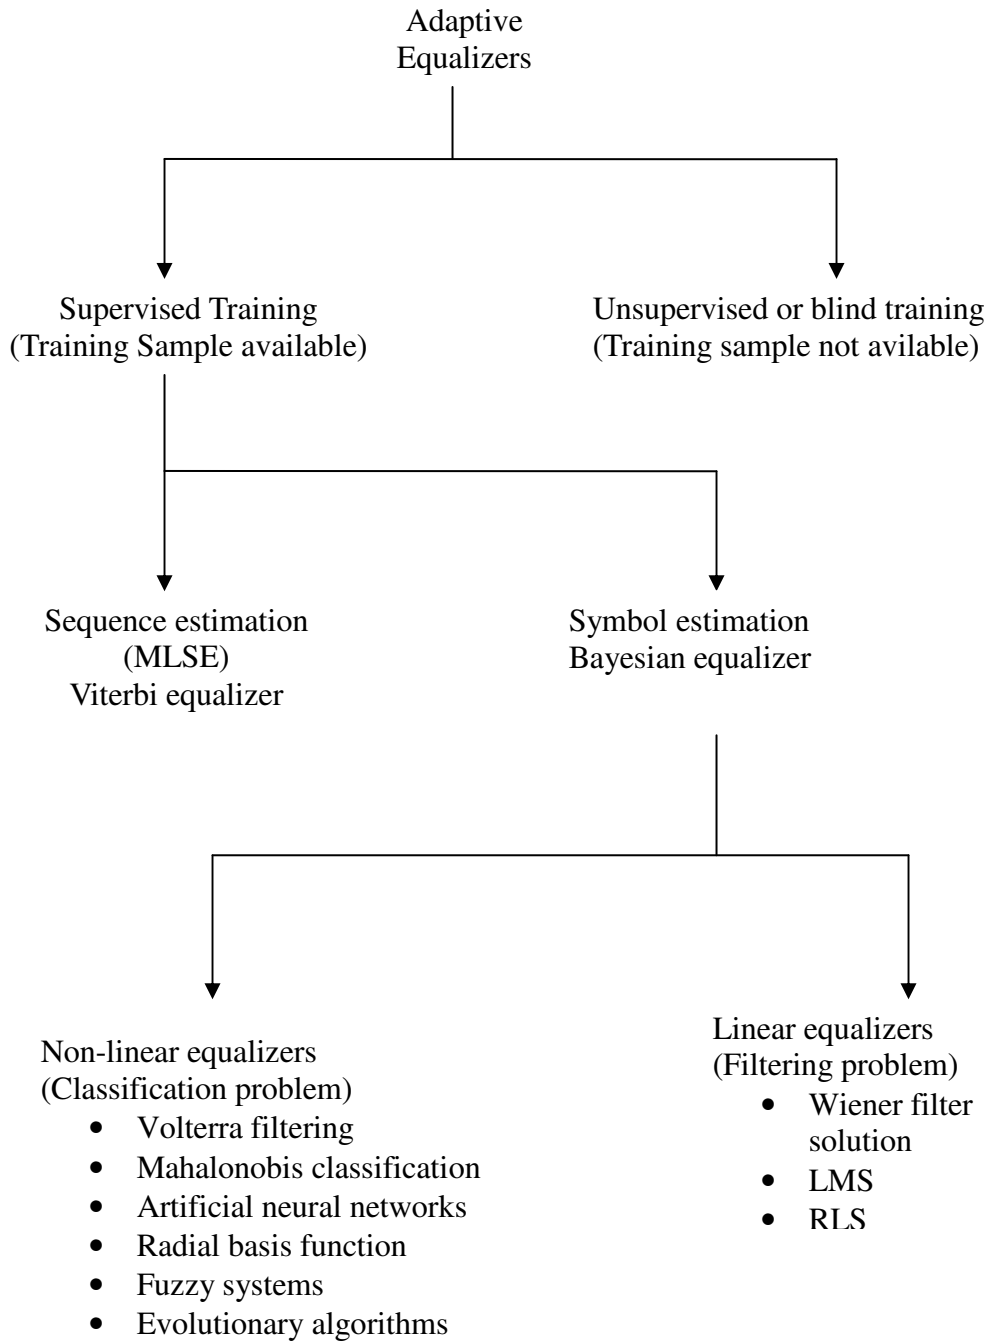 Adaptive
Equalizers
Supervised Training
(Training Sample available)
Unsupervised or blind training
(Training sample not avilable)
Sequence estimation
(MLSE)
Viterbi equalizer
Symbol estimation
Bayesian equalizer
Non-linear equalizers
(Classification problem)
• Volterra filtering
• Mahalonobis classification
• Artificial neural networks
• Radial basis function
• Fuzzy systems
• Evolutionary algorithms
Linear equalizers
(Filtering problem)
• Wiener filter
solution
• LMS
• RLS